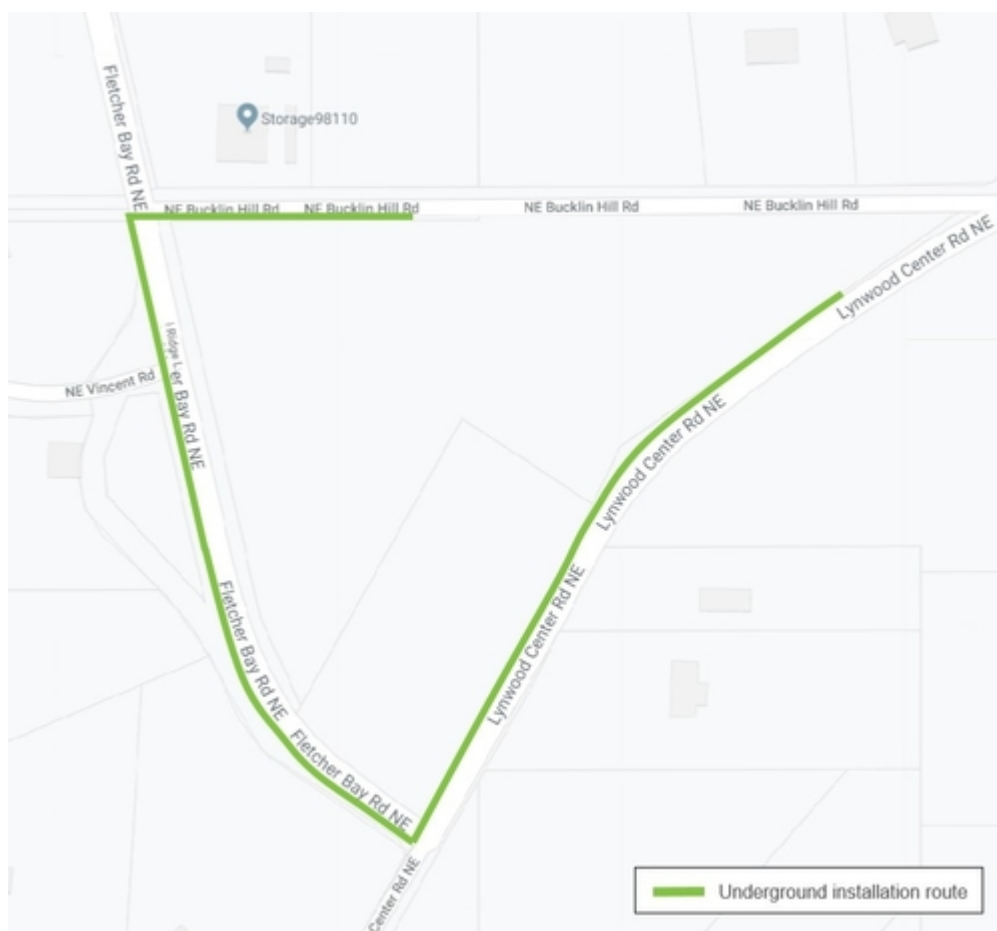 Fletcher Bay Rd NE
Storage98110
NE Bucklin Hill Rd
NE Bucklin Hill Rd
NE Bucklin Hill Rd
NE Bucklin Hill Rd
Lynwood Center Rd NE
NE Vincent Rd
Ridge L
er Bay Rd NE
Lynwood Center Rd NE
Fletcher Bay Rd NE
Lynwood Center Rd NE
Fletcher Bay Rd NE
Center Rd NE
Underground installation route